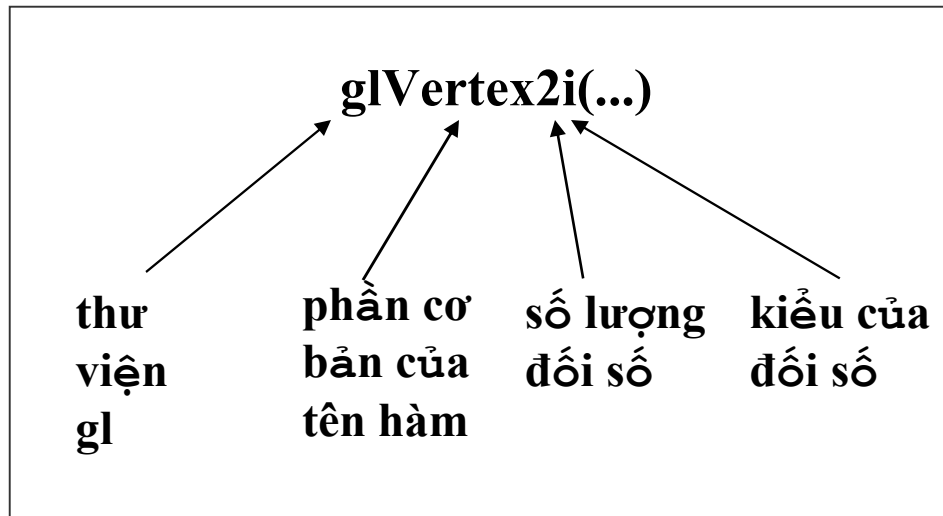 glVertex2i(...)
thư
viện
gl
phần cơ
bản của
tên hàm
số lượng
đối số
kiểu của
đối số